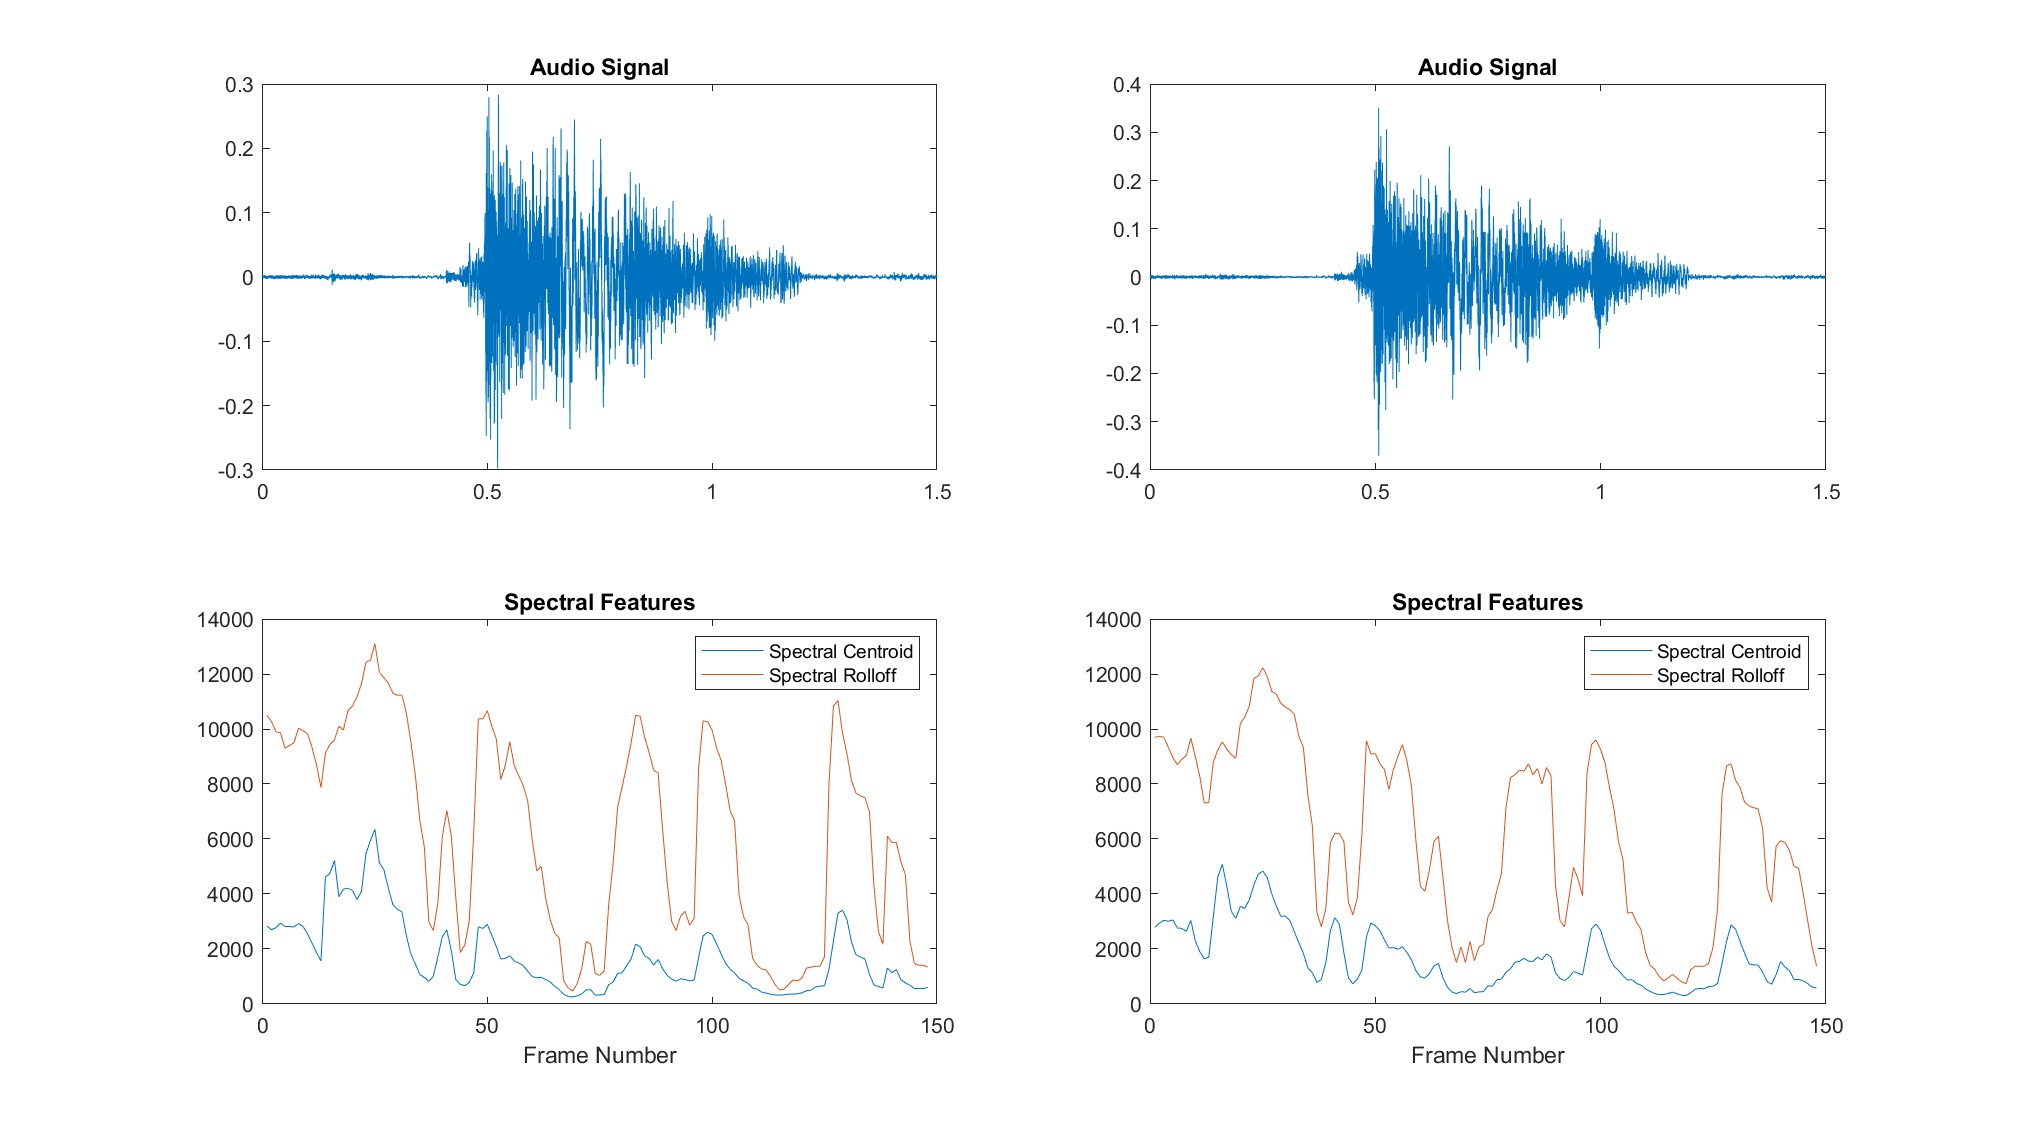 Audio Signal
0.3
0.2
0.1
0
-0.1
-0.2
-0.3
0 0.5 1 1.5
Audio Signal
0.4
0.3
0.2
0.1
0
-0.1
-0.2
-0.3
-0.4
0 0.5 1 1.5
Spectral Features
14000
12000
10000
8000
6000
4000
2000
0
Spectral Centroid
Spectral Rolloff
0 50 100 150
Frame Number
Spectral Features
14000
12000
10000
8000
6000
4000
2000
0
Spectral Centroid
Spectral Rolloff
0 50 100 150
Frame Number